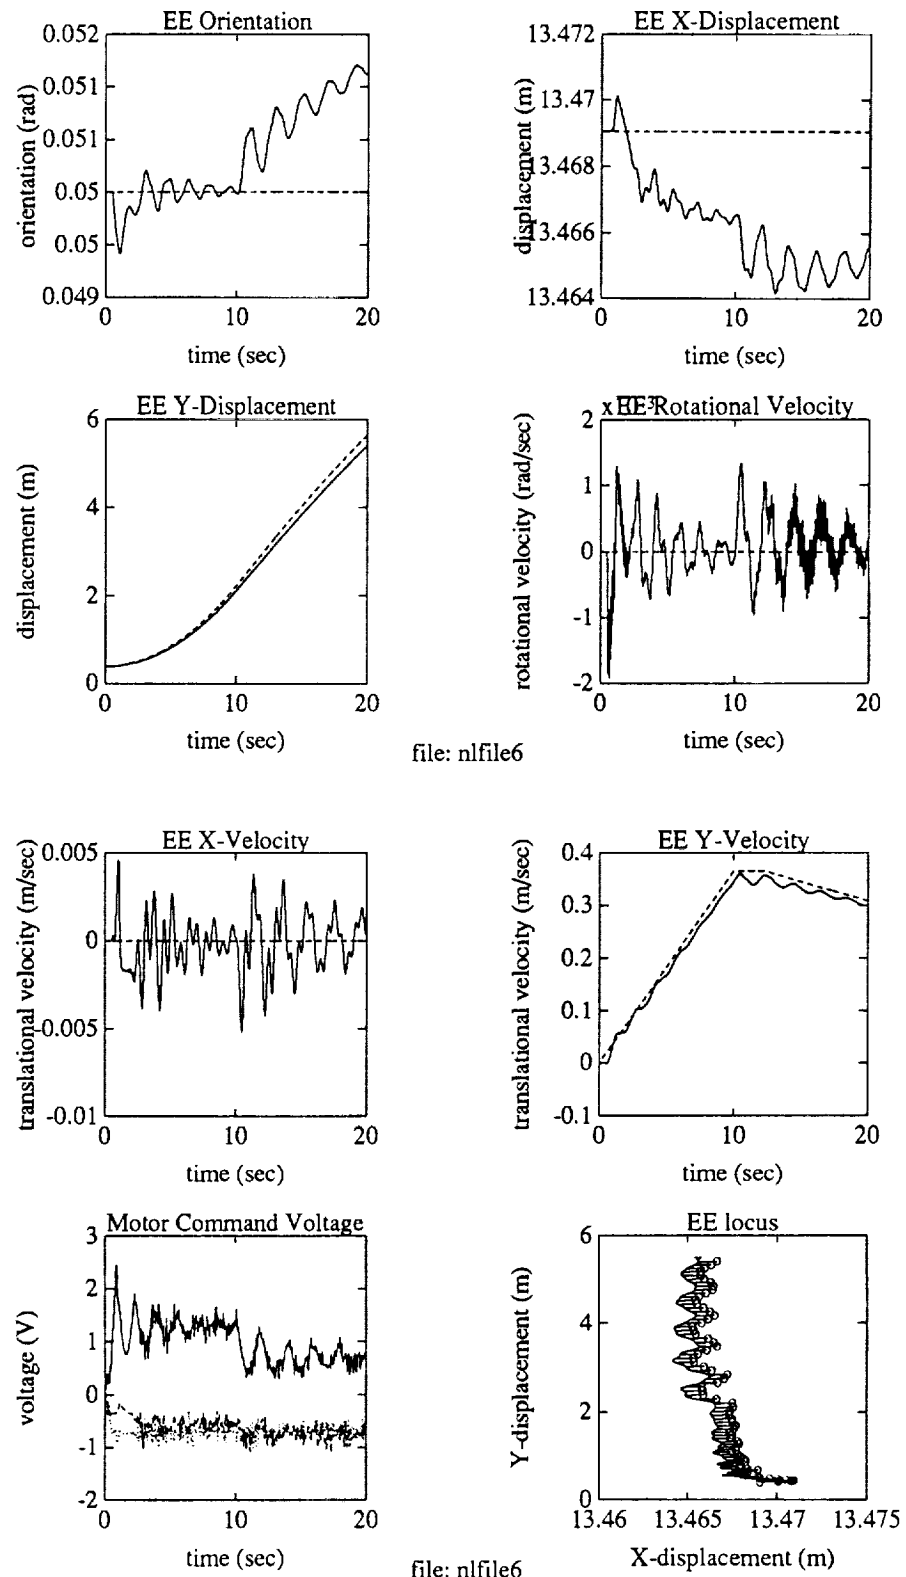 EE Orientation
0.052
0.051
0.051
0.05
0.05
0.049
orientation (rad)
0 10 20
time (sec)
EE X-Displacement
13.472
13.47
13.468
13.466
13.464
displacement (m)
0 10 20
time (sec)
EE Y-Displacement
6
4
2
0
displacement (m)
0 10 20
time (sec)
EE Rotational Velocity
2
1
0
-1
-2
rotational velocity (rad/sec)
0 10 20
time (sec)
file: nlfile6
EE X-Velocity
0.005
0
-0.005
-0.01
translational velocity (m/sec)
0 10 20
time (sec)
EE Y-Velocity
0.4
0.3
0.2
0.1
0
-0.1
translational velocity (m/sec)
0 10 20
time (sec)
Motor Command Voltage
3
2
1
0
-1
-2
voltage (V)
0 10 20
time (sec)
EE locus
6
4
2
0
Y-displacement (m)
13.46 13.465 13.47 13.475
X-displacement (m)
file: nlfile6